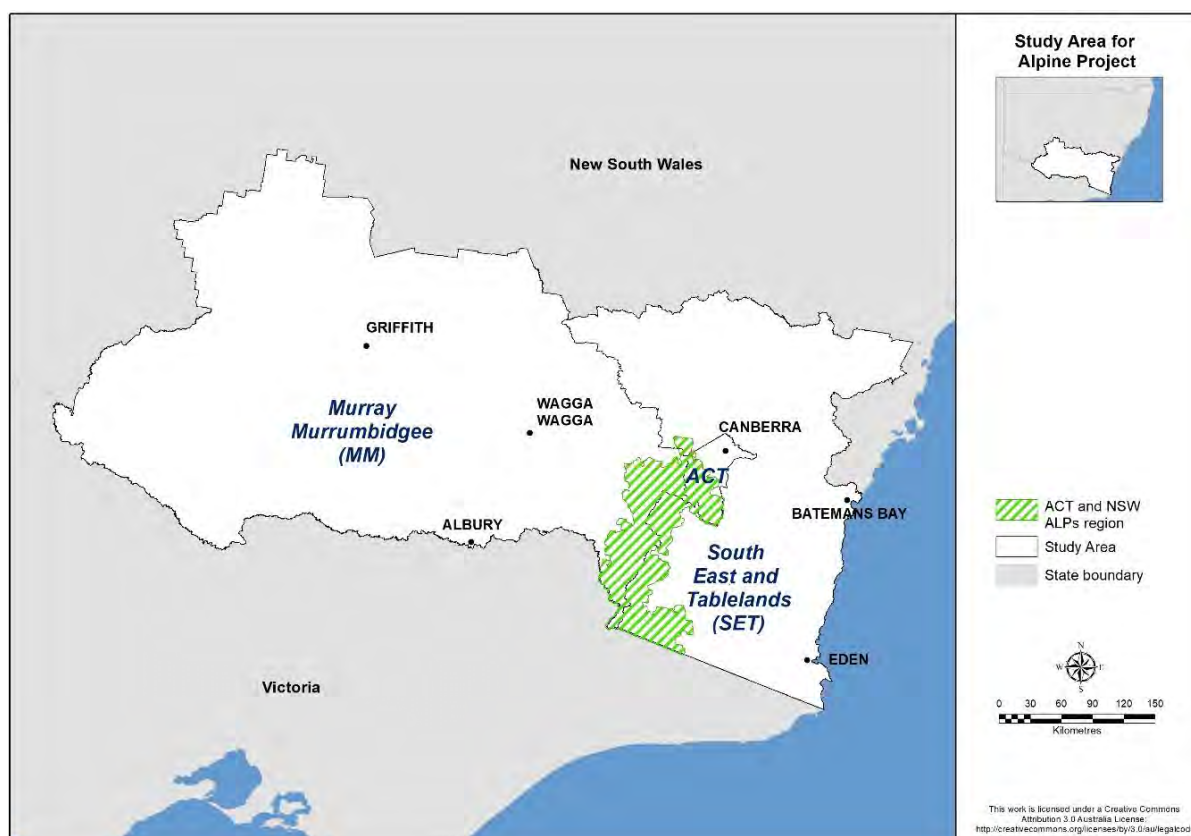 Study Area for
Alpine Project
New South Wales
GRIFFITH
Murray
Murrumbidgee
(MM)
WAGGA
WAGGA
CANBERRA
ACT
BATEMANS BAY
ALBURY
South
East and
Tablelands
(SET)
EDEN
Victoria
ACT and NSW
ALPs region
Study Area
State boundary
N
W E
S
0 30 60 90 120 150
Kilometres
This work is licensed under a Creative Commons
Attribution 3.0 Australia License:
http://creativecommons.org/licenses/by/3.0/au/legalcod